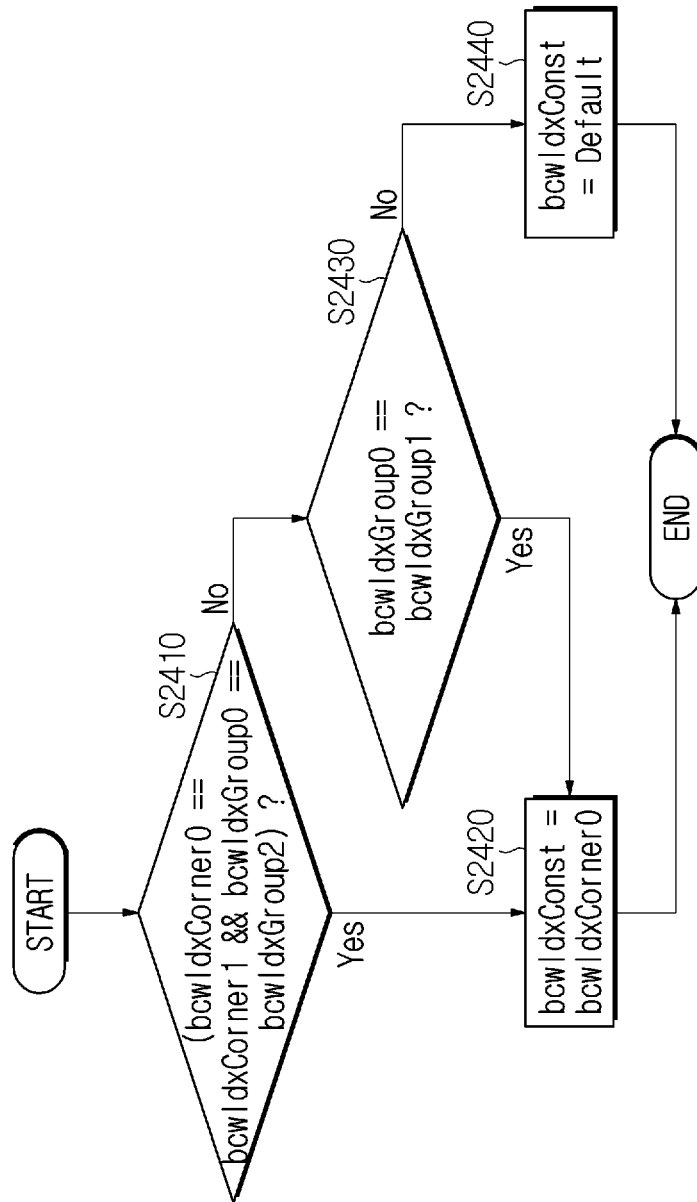 START
S2410
(bcwIdxCorner0 ==
bcwIdxCorner1 && bcwIdxGroup0 ==
bcwIdxGroup2) ?
No
Yes
S2430
bcwIdxGroup0 ==
bcwIdxGroup1 ?
No
Yes
S2420
bcwIdxConst =
bcwIdxCorner0
S2440
bcwIdxConst
= Default
END